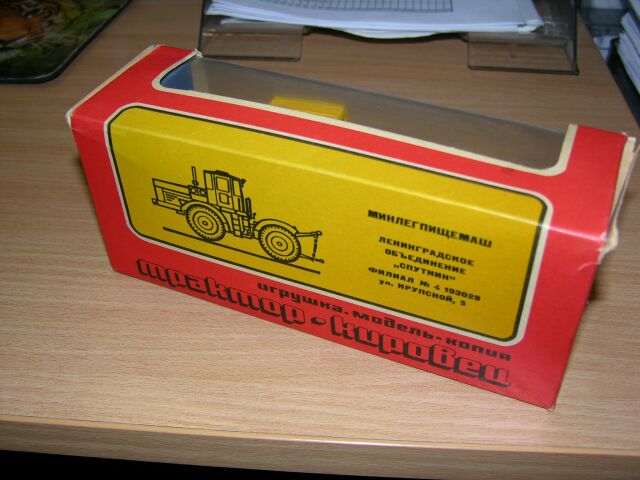 МИНЛЕГПИЩЕМАШ
ЛЕНИНГРАДСКОЕ
ОБЪЕДИНЕНИЕ
„СПУТНИК“
ФИЛИАЛ № 4 193029
ул. КРУПСКОЙ, 5
игрушка. модель-копия
трактор•кировец